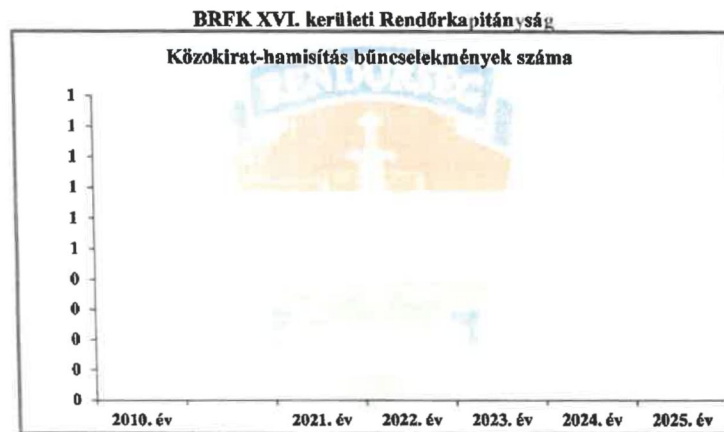 BRFK XVI. kerületi Rendőrkapitányság
Közokirat-hamisítás bűncselekmények száma
RENDŐRSÉG
1
1
1
1
1
1
0
0
0
0
0
2010. év 2021. év 2022. év 2023. év 2024. év 2025. év